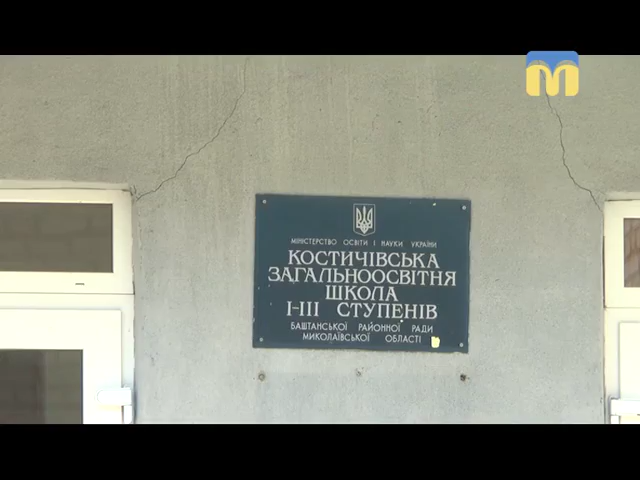 М
МІНІСТЕРСТВО ОСВІТИ І НАУКИ УКРАЇНИ
КОСТИЧІВСЬКА
ЗАГАЛЬНООСВІТНЯ
ШКОЛА
І-ІІІ СТУПЕНІВ
БАШТАНСЬКОЇ РАЙОННОЇ РАДИ
МИКОЛАЇВСЬКОЇ ОБЛАСТІ